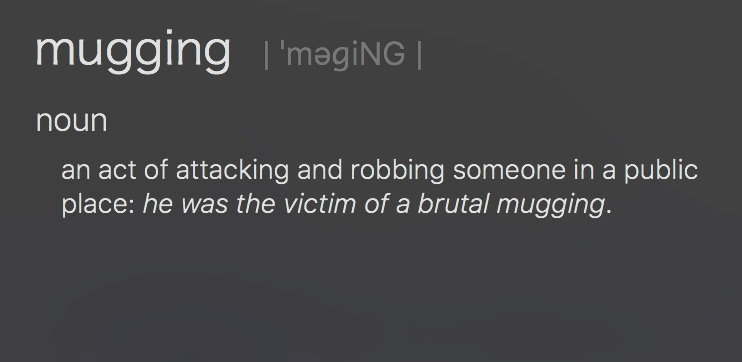 mugging | ˈməɡiNG |
noun
an act of attacking and robbing someone in a public
place: he was the victim of a brutal mugging.